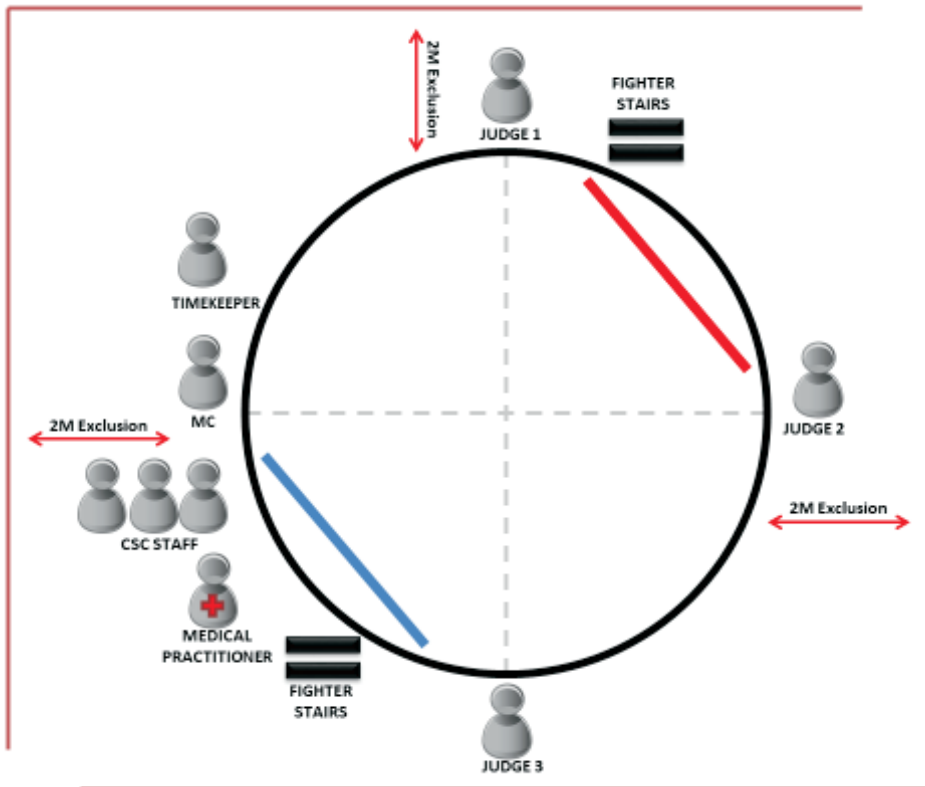 2M Exclusion
JUDGE 1
FIGHTER
STAIRS
TIMEKEEPER
MC
2M Exclusion
JUDGE 2
CSC STAFF
2M Exclusion
MEDICAL
PRACTITIONER
FIGHTER
STAIRS
JUDGE 3